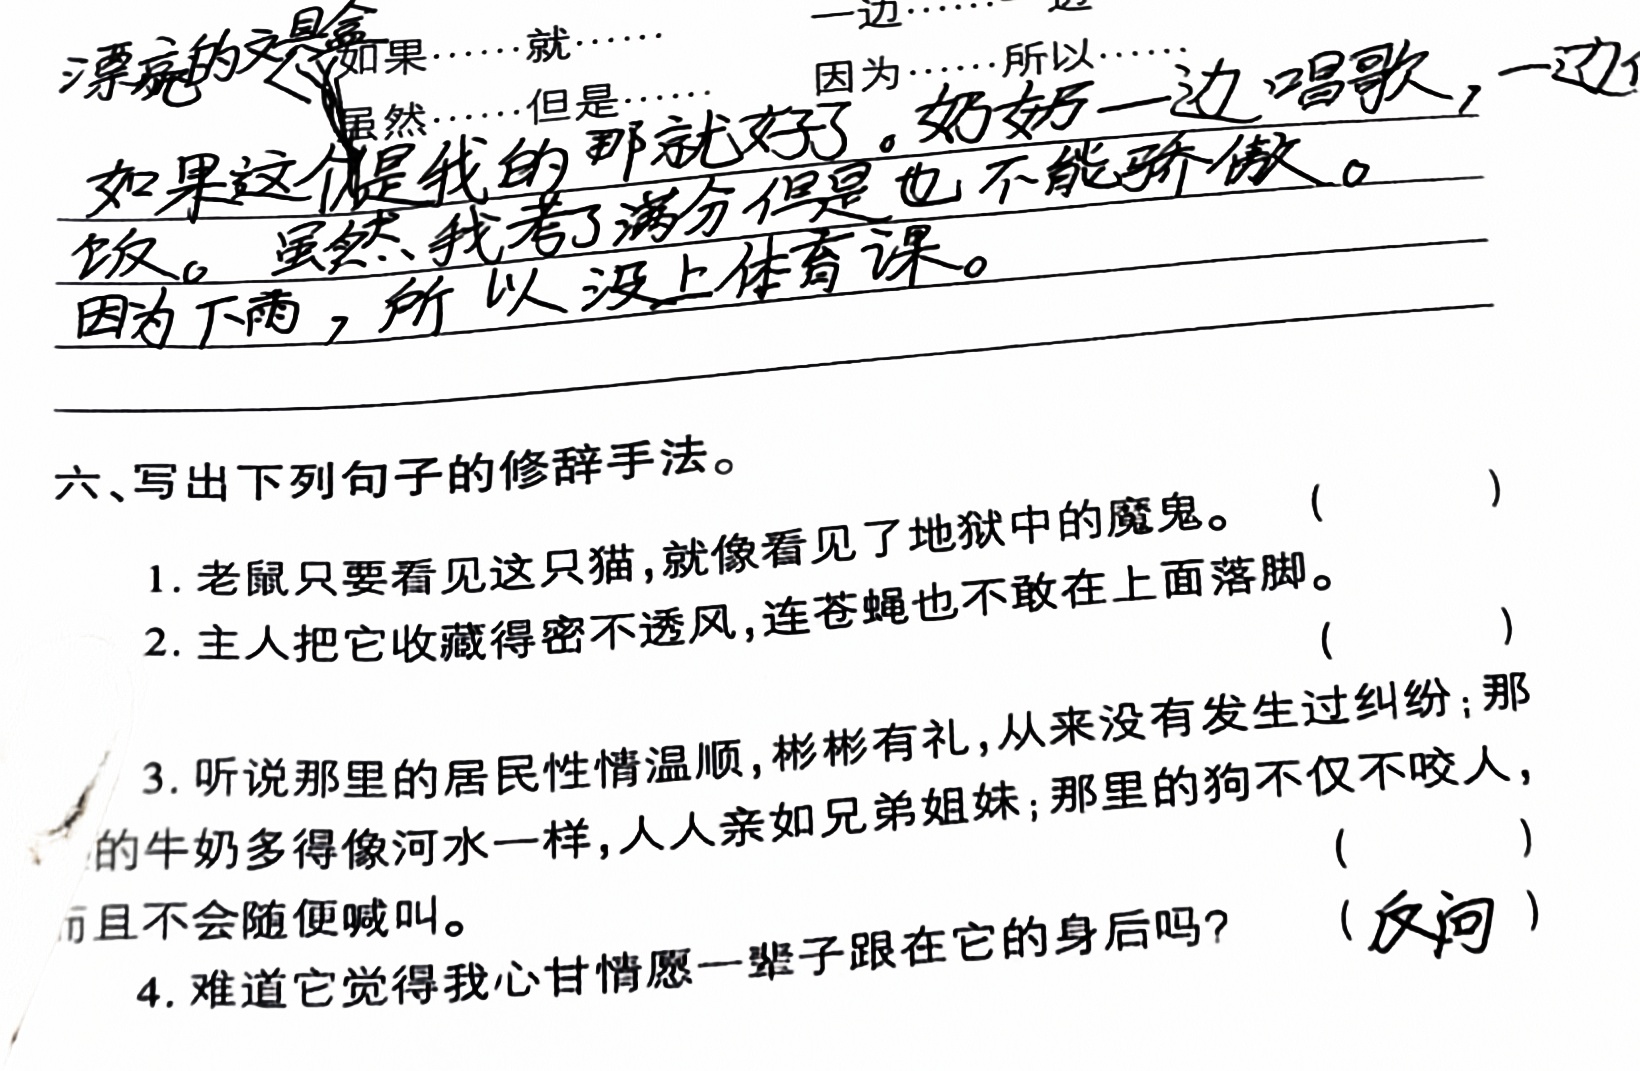 一边……一边
漂亮的文具盒
如果……就……
因为……所以……
虽然……但是……
如果这个是我的那就好了。奶奶一边唱歌，一边
饭。虽然我考了满分但是也不能骄傲。
因为下雨，所以没上体育课。
六、写出下列句子的修辞手法。
1. 老鼠只要看见这只猫,就像看见了地狱中的魔鬼。 ( )
2. 主人把它收藏得密不透风,连苍蝇也不敢在上面落脚。
( )
3. 听说那里的居民性情温顺,彬彬有礼,从来没有发生过纠纷;那
的牛奶多得像河水一样,人人亲如兄弟姐妹;那里的狗不仅不咬人,
而且不会随便喊叫。 ( )
4. 难道它觉得我心甘情愿一辈子跟在它的身后吗? (反问)